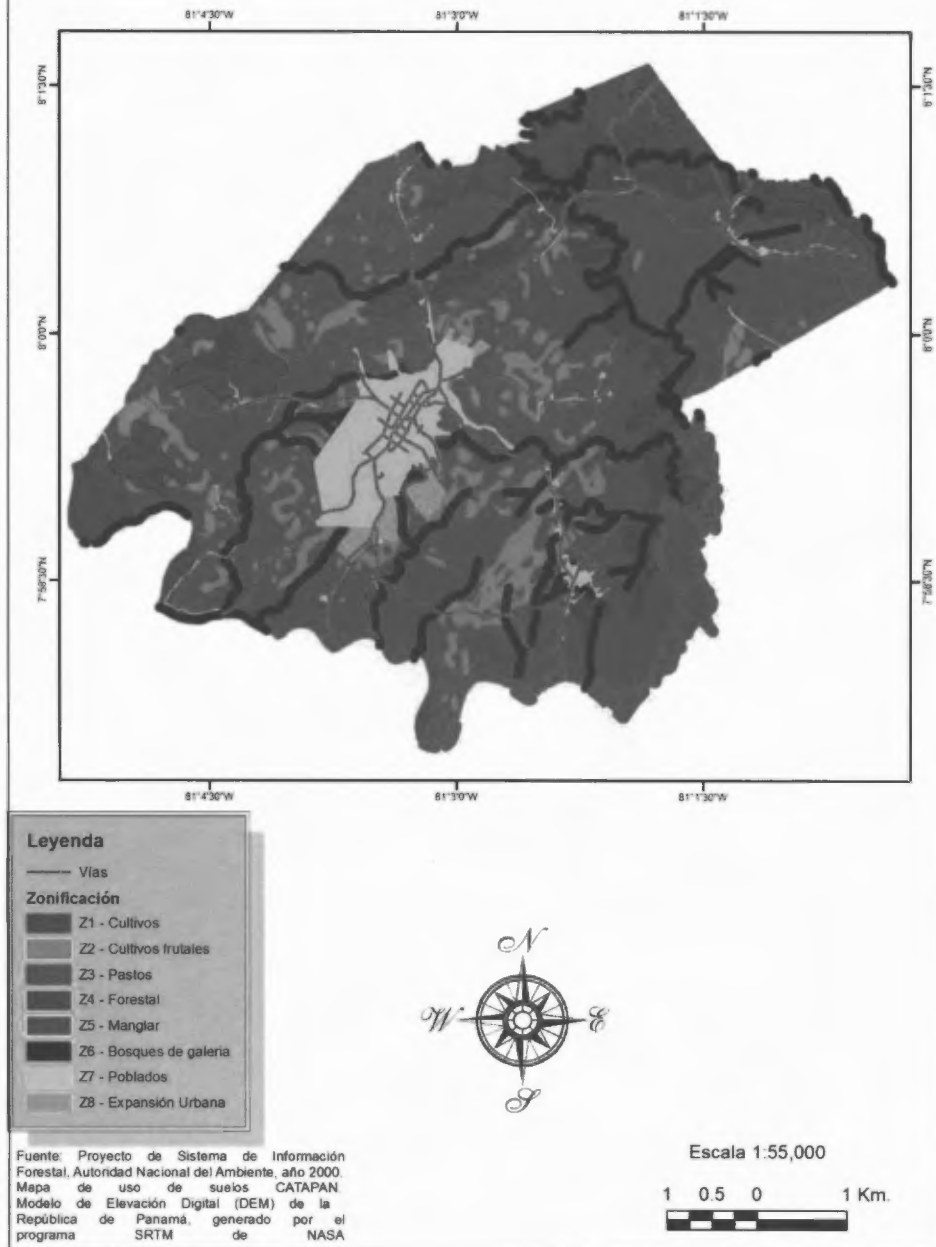 81°4'30"W 81°3'0"W 81°1'30"W
8°1'30"N 8°1'30"N
8°0'0"N 8°0'0"N
7°58'30"N 7°58'30"N
81°4'30"W 81°3'0"W 81°1'30"W
Leyenda
Vías
Zonificación
Z1 - Cultivos
Z2 - Cultivos frutales
Z3 - Pastos
Z4 - Forestal
Z5 - Manglar
Z6 - Bosques de galeria
Z7 - Poblados
Z8 - Expansión Urbana
N
W E
S
Fuente: Proyecto de Sistema de Información
Forestal, Autoridad Nacional del Ambiente, año 2000.
Mapa de uso de suelos CATAPAN.
Modelo de Elevación Digital (DEM) de la
República de Panamá, generado por el
programa SRTM de NASA
Escala 1:55,000
1 0.5 0 1 Km.